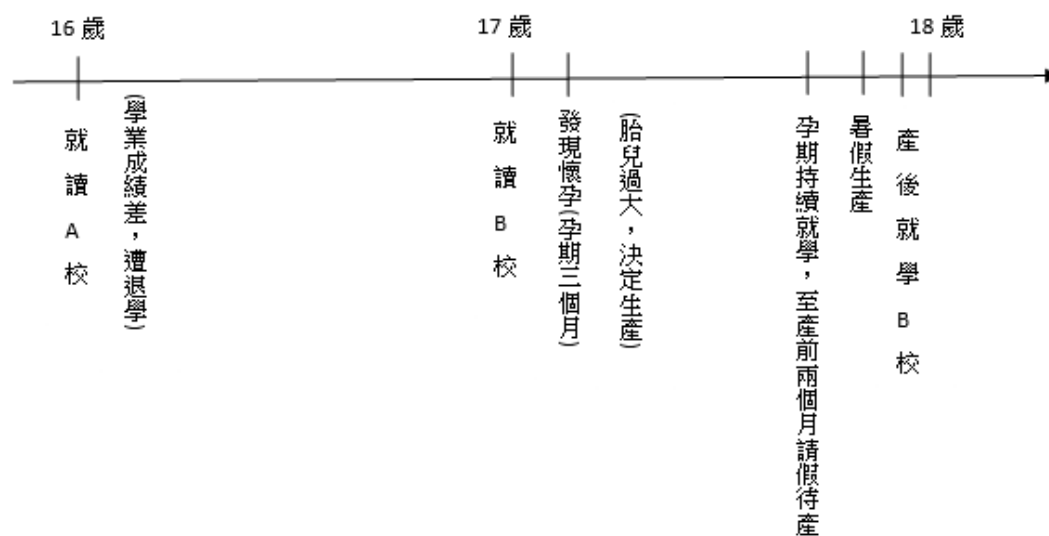 16 歲
17 歲
18 歲
就讀 A 校
(學業成績差，遭退學)
就讀 B 校
發現懷孕(孕期三個月)
(胎兒過大，決定生產)
孕期持續就學，至產前兩個月請假待產
暑假生產
產後就學 B 校